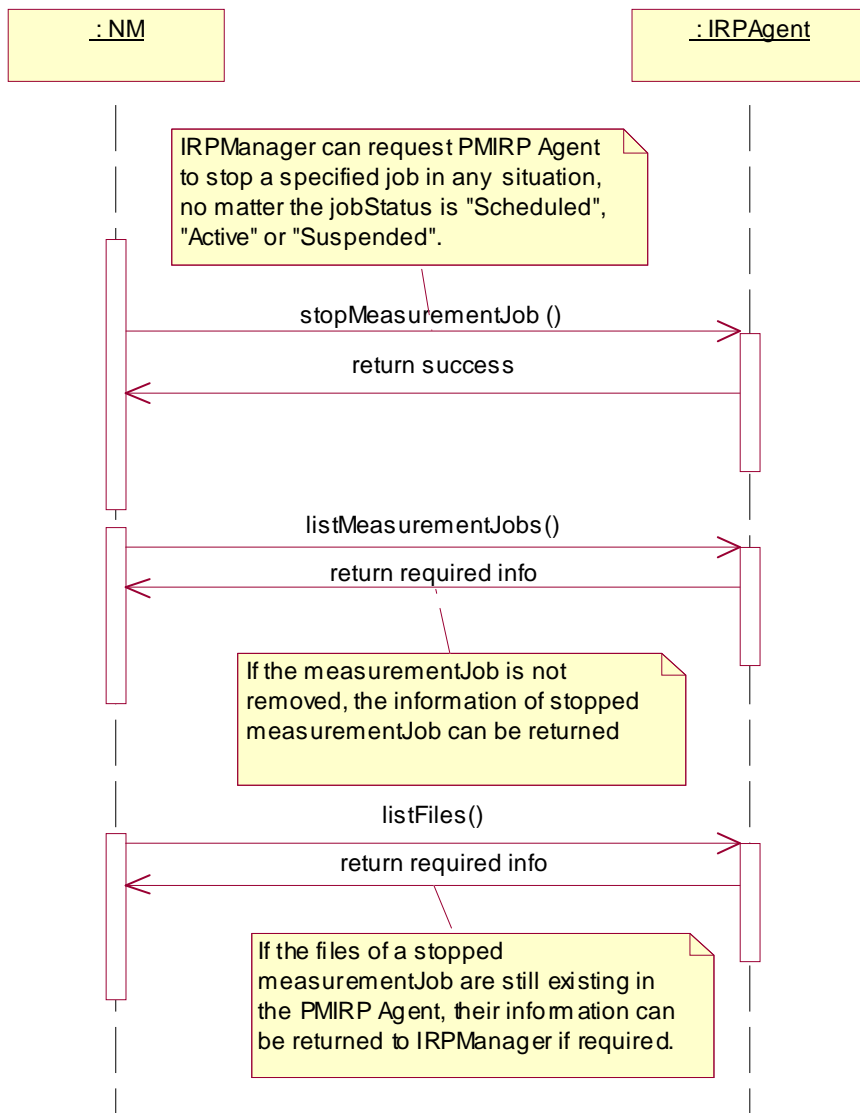 : NM
: IRPAgent
IRPManager can request PMIRP Agent
to stop a specified job in any situation,
no matter the jobStatus is "Scheduled",
"Active" or "Suspended".
stopMeasurementJob ()
return success
listMeasurementJobs()
return required info
If the measurementJob is not
removed, the information of stopped
measurementJob can be returned
listFiles()
return required info
If the files of a stopped
measurementJob are still existing in
the PMIRP Agent, their information can
be returned to IRPManager if required.